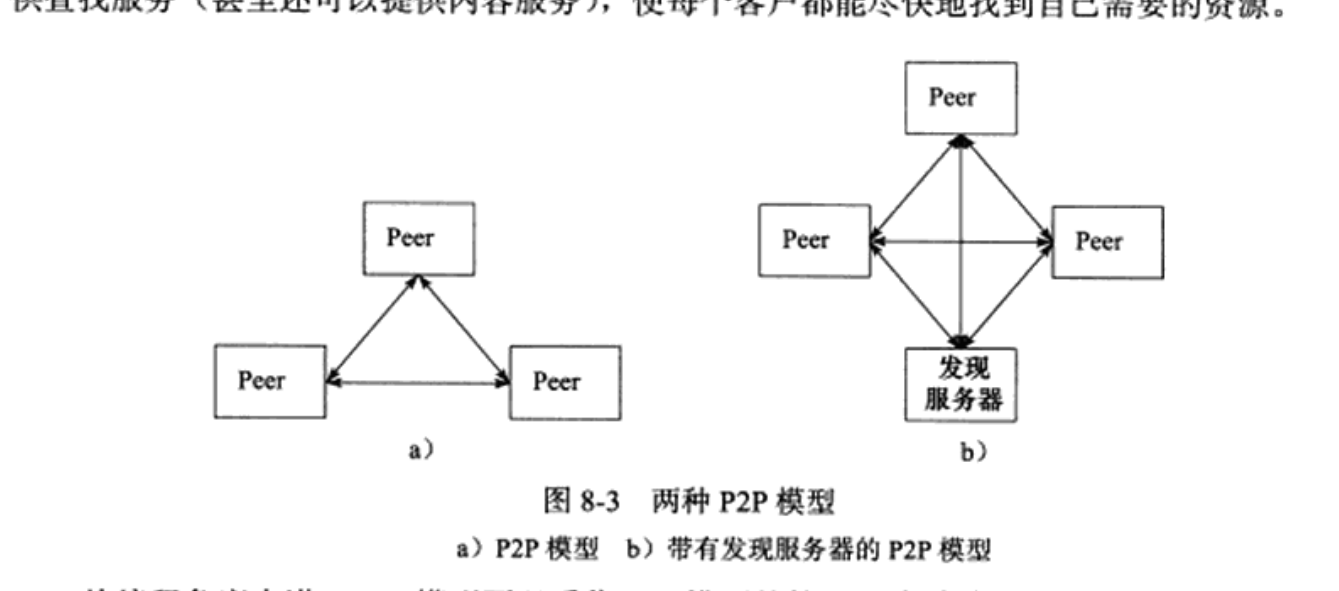 供查找服务（甚至还可以提供内容服务），使每个客户都能尽快地找到自己需要的资源。
Peer
Peer
Peer
a）
Peer
Peer
Peer
发现
服务器
b）
图 8-3 两种 P2P 模型
a）P2P 模型 b）带有发现服务器的 P2P 模型